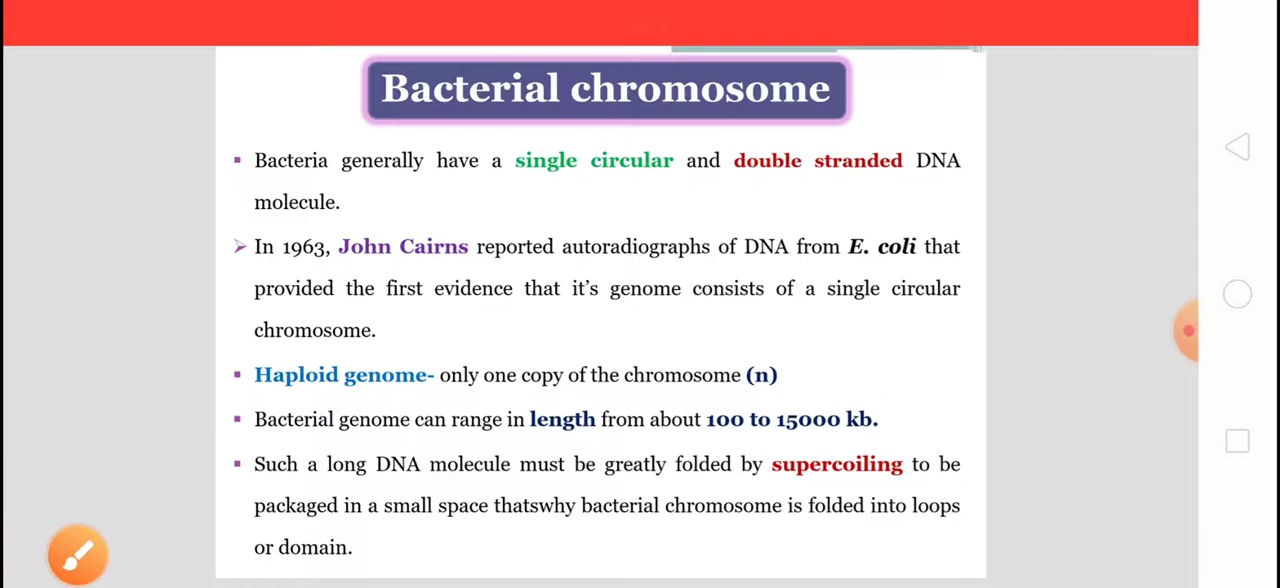 Bacterial chromosome
▪ Bacteria generally have a single circular and double stranded DNA
molecule.
➢ In 1963, John Cairns reported autoradiographs of DNA from E. coli that
provided the first evidence that it’s genome consists of a single circular
chromosome.
▪ Haploid genome- only one copy of the chromosome (n)
▪ Bacterial genome can range in length from about 100 to 15000 kb.
▪ Such a long DNA molecule must be greatly folded by supercoiling to be
packaged in a small space thatswhy bacterial chromosome is folded into loops
or domain.